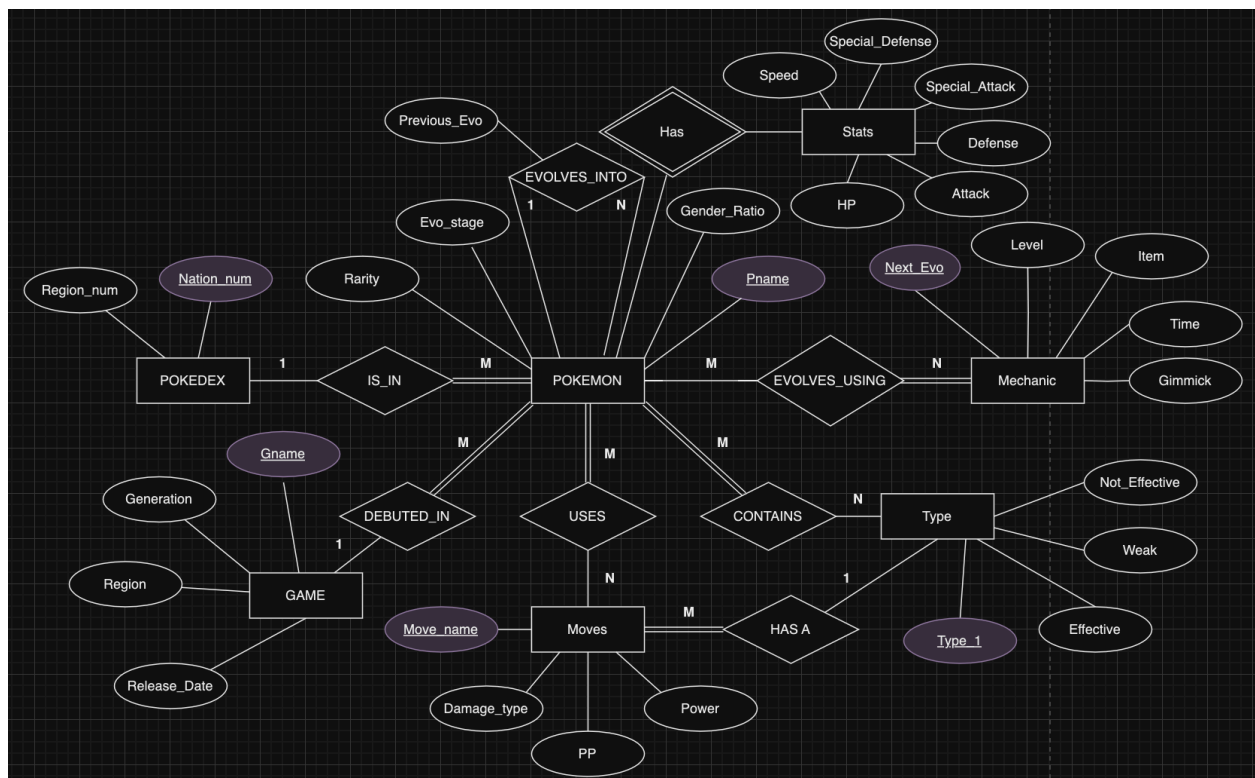 Special_Defense
Speed
Special_Attack
Previous_Evo
Has
Stats
Defense
EVOLVES_INTO
Attack
1
N
HP
Gender_Ratio
Evo_stage
Level
Rarity
Nation_num
Pname
Next_Evo
Item
Region_num
Time
1
M
M
N
POKEDEX
IS_IN
POKEMON
EVOLVES_USING
Mechanic
Gimmick
M
M
M
Gname
Not_Effective
Generation
N
DEBUTED_IN
USES
CONTAINS
Type
1
Weak
Region
GAME
N
1
M
Move_name
Moves
HAS A
Type_1
Effective
Release_Date
Damage_type
Power
PP